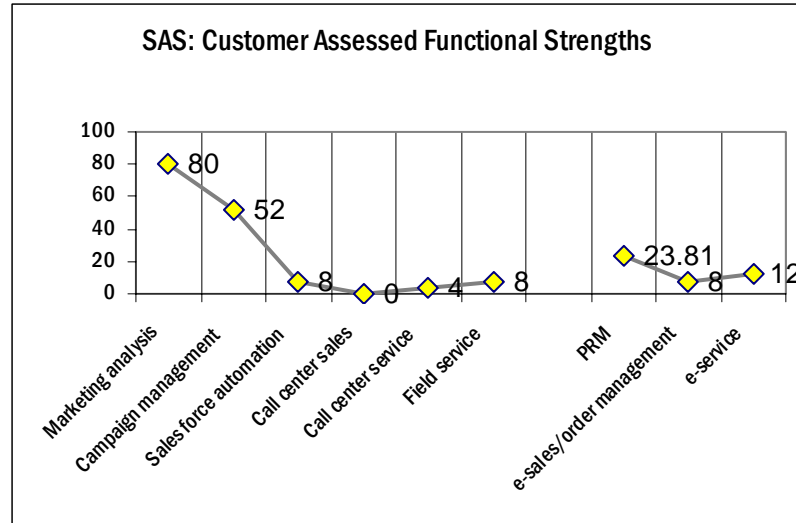 SAS: Customer Assessed Functional Strengths
100
80
60
40
20
0
80
52
8
0
4
8
23.81
8
12
Marketing analysis
Campaign management
Sales force automation
Call center sales
Call center service
Field service
PRM
e-sales/order management
e-service